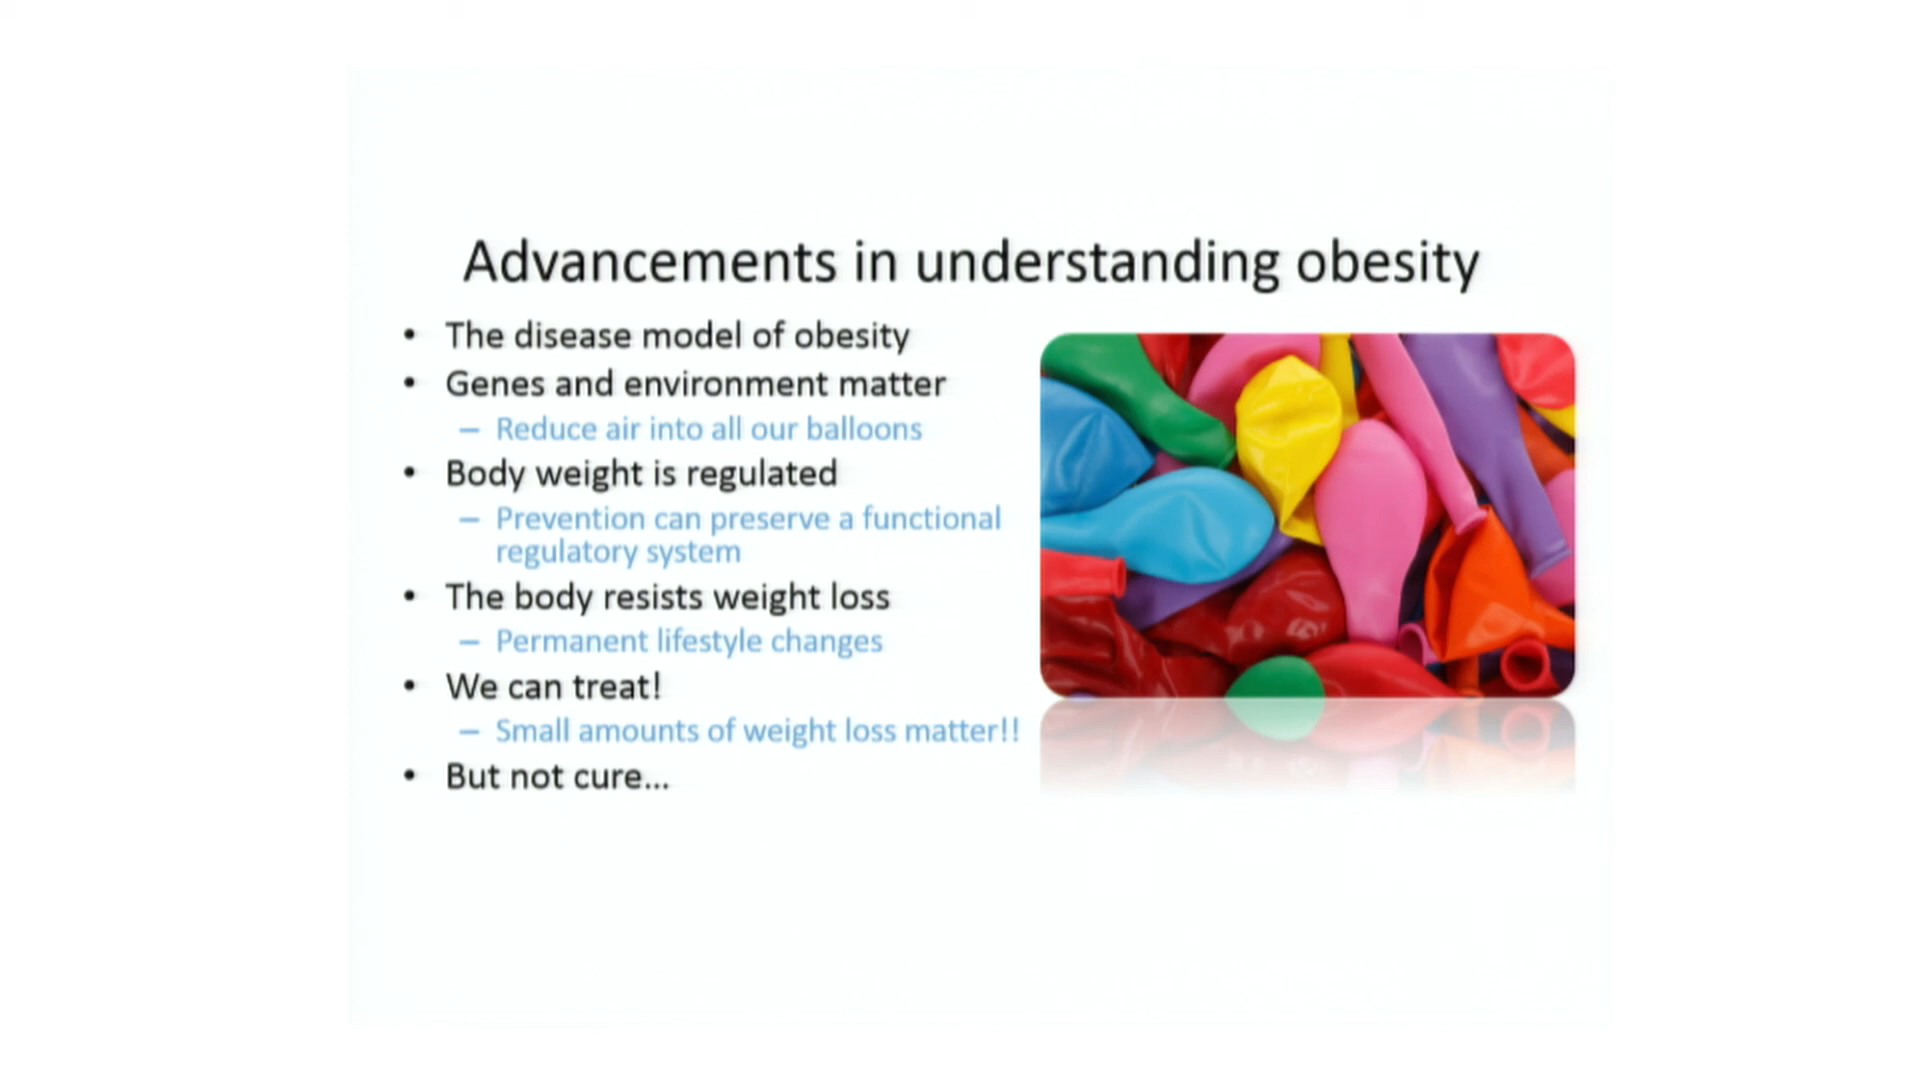 Advancements in understanding obesity
• The disease model of obesity
• Genes and environment matter
– Reduce air into all our balloons
• Body weight is regulated
– Prevention can preserve a functional
regulatory system
• The body resists weight loss
– Permanent lifestyle changes
• We can treat!
– Small amounts of weight loss matter!!
• But not cure...